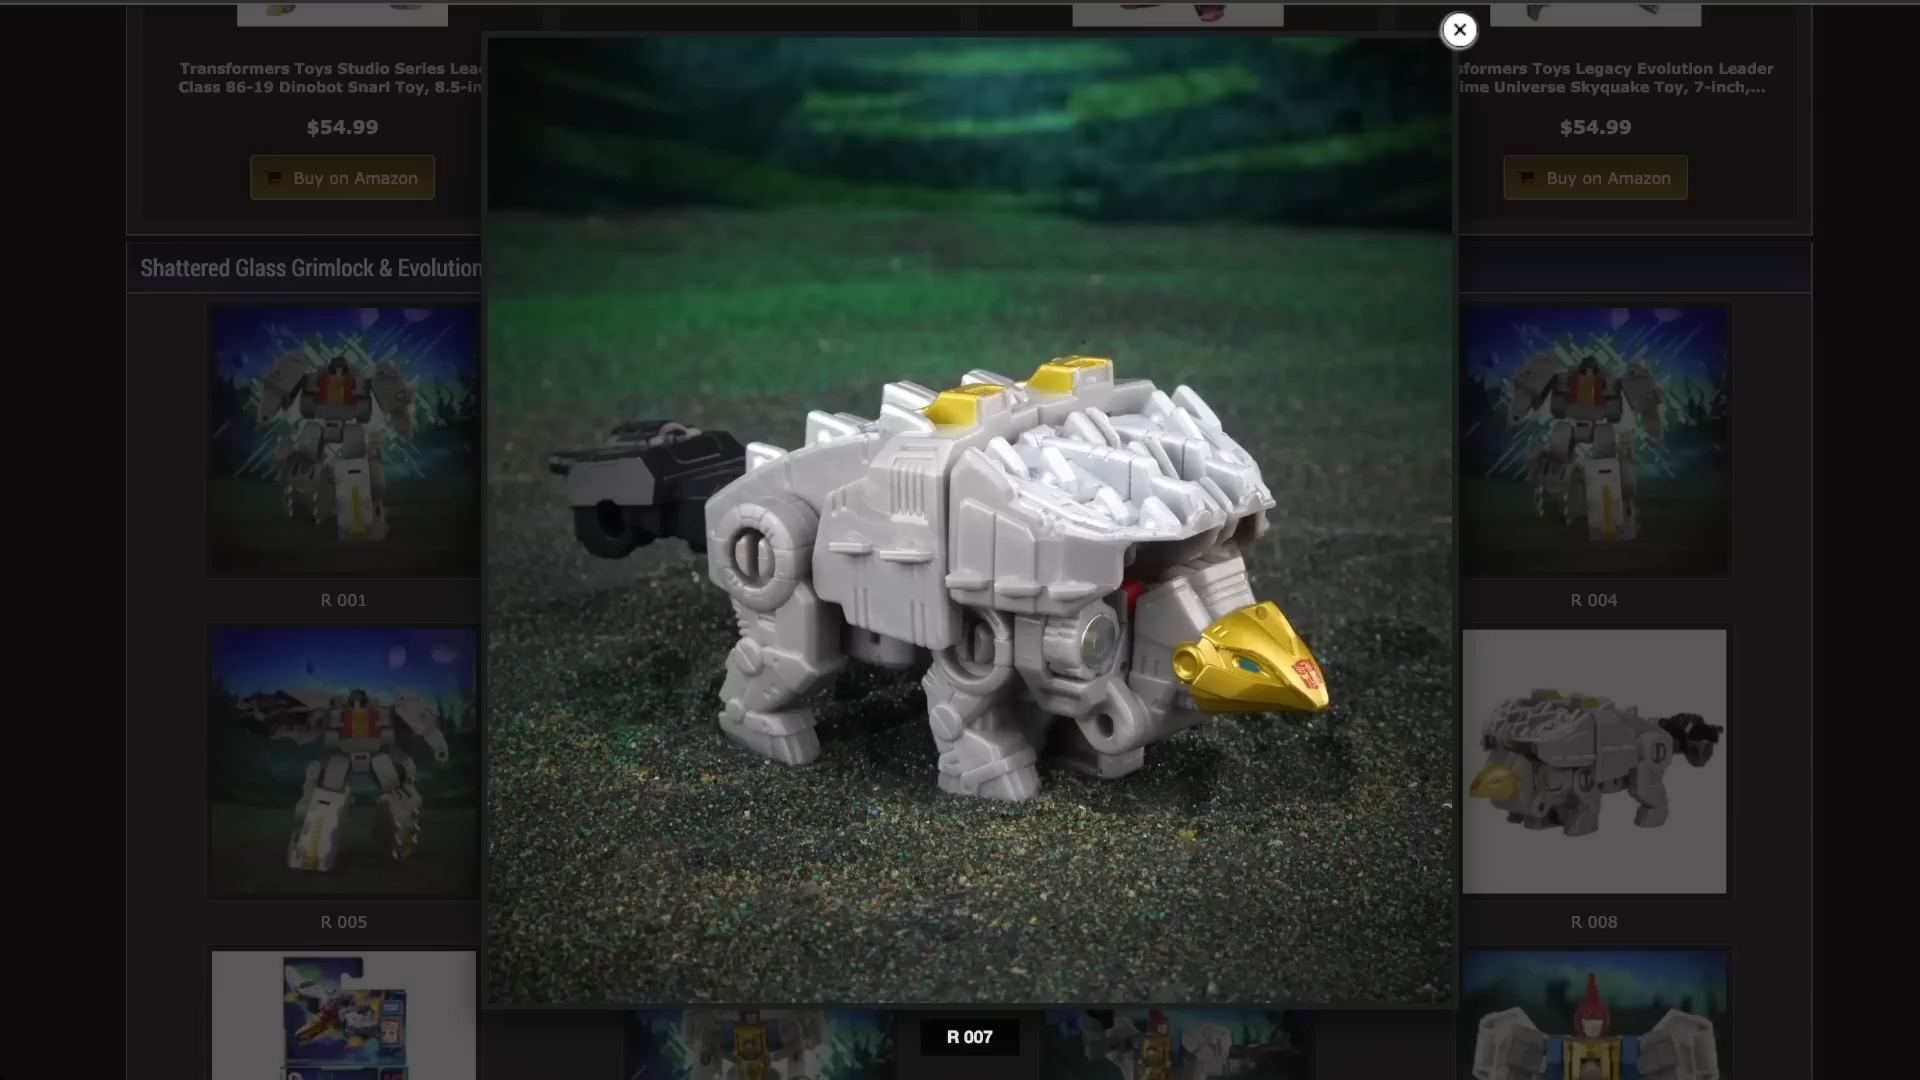 Transformers Toys Studio Series Lea
Class 86-19 Dinobot Snarl Toy, 8.5-in
$54.99
Buy on Amazon
sformers Toys Legacy Evolution Leader
ime Universe Skyquake Toy, 7-inch,...
$54.99
Buy on Amazon
Shattered Glass Grimlock & Evolution
R 001
R 004
R 005
R 008
R 007